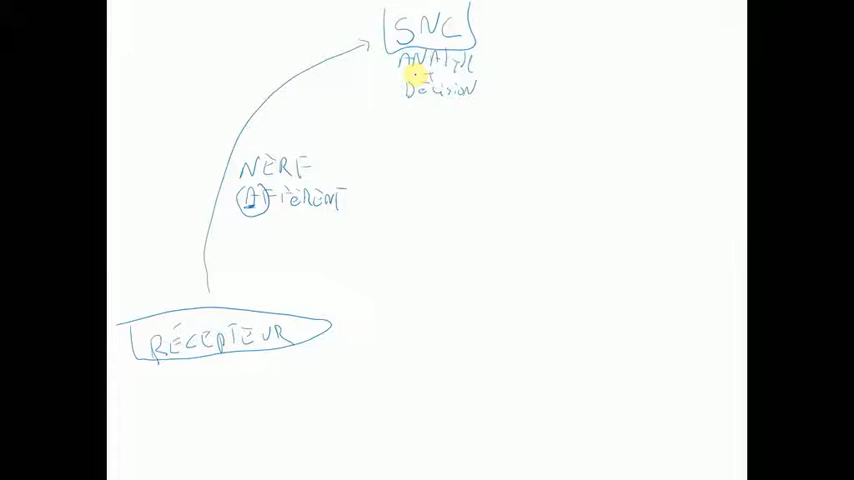 SNC
ANALYSE
Décision
NERF
AFFÉRENT
RÉCEPTEUR